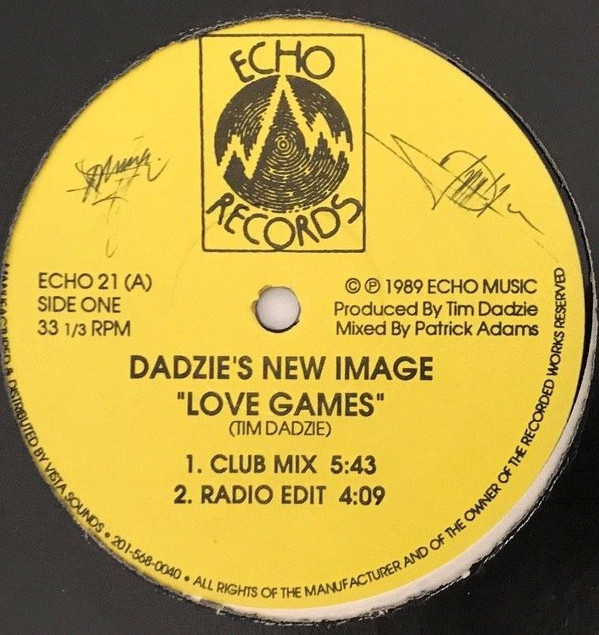 ECHO
RECORDS
ECHO 21 (A)
SIDE ONE
33 1/3 RPM
© ℗ 1989 ECHO MUSIC
Produced By Tim Dadzie
Mixed By Patrick Adams
DADZIE'S NEW IMAGE
"LOVE GAMES"
(TIM DADZIE)
1. CLUB MIX 5:43
2. RADIO EDIT 4:09
MANUFACTURED & DISTRIBUTED BY VISTA SOUNDS • 201-568-0040 • ALL RIGHTS OF THE MANUFACTURER AND OF THE OWNER OF THE RECORDED WORKS RESERVED